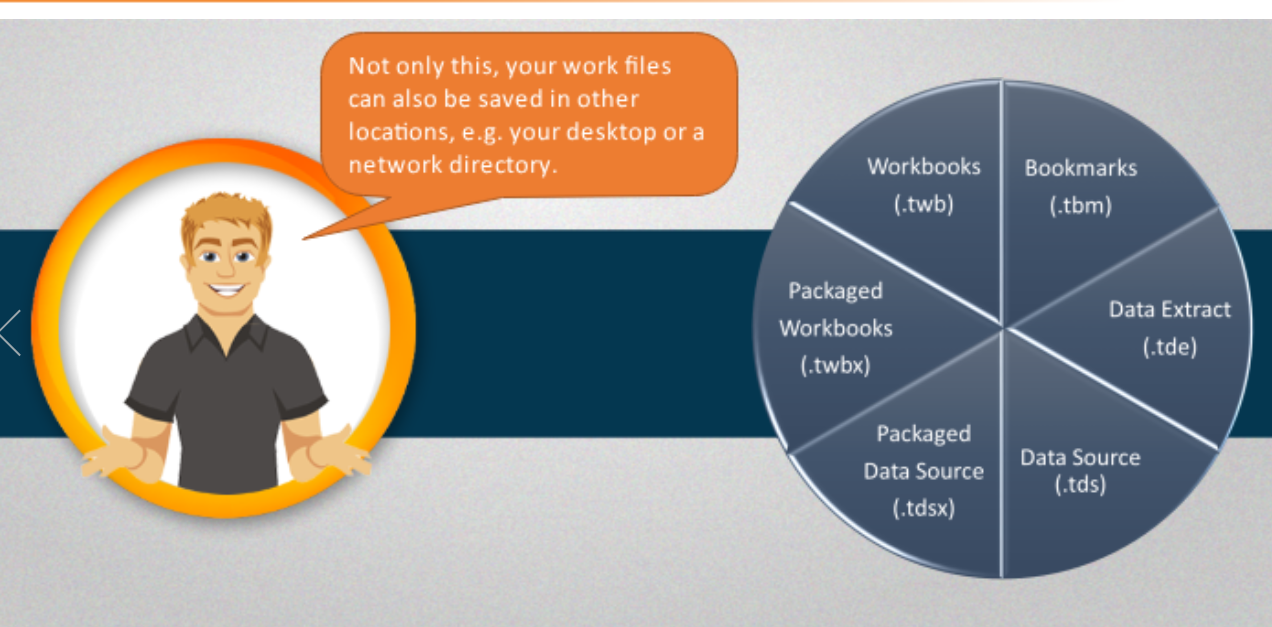 Not only this, your work files
can also be saved in other
locations, e.g. your desktop or a
network directory.
Workbooks
(.twb)
Bookmarks
(.tbm)
Data Extract
(.tde)
Data Source
(.tds)
Packaged
Data Source
(.tdsx)
Packaged
Workbooks
(.twbx)